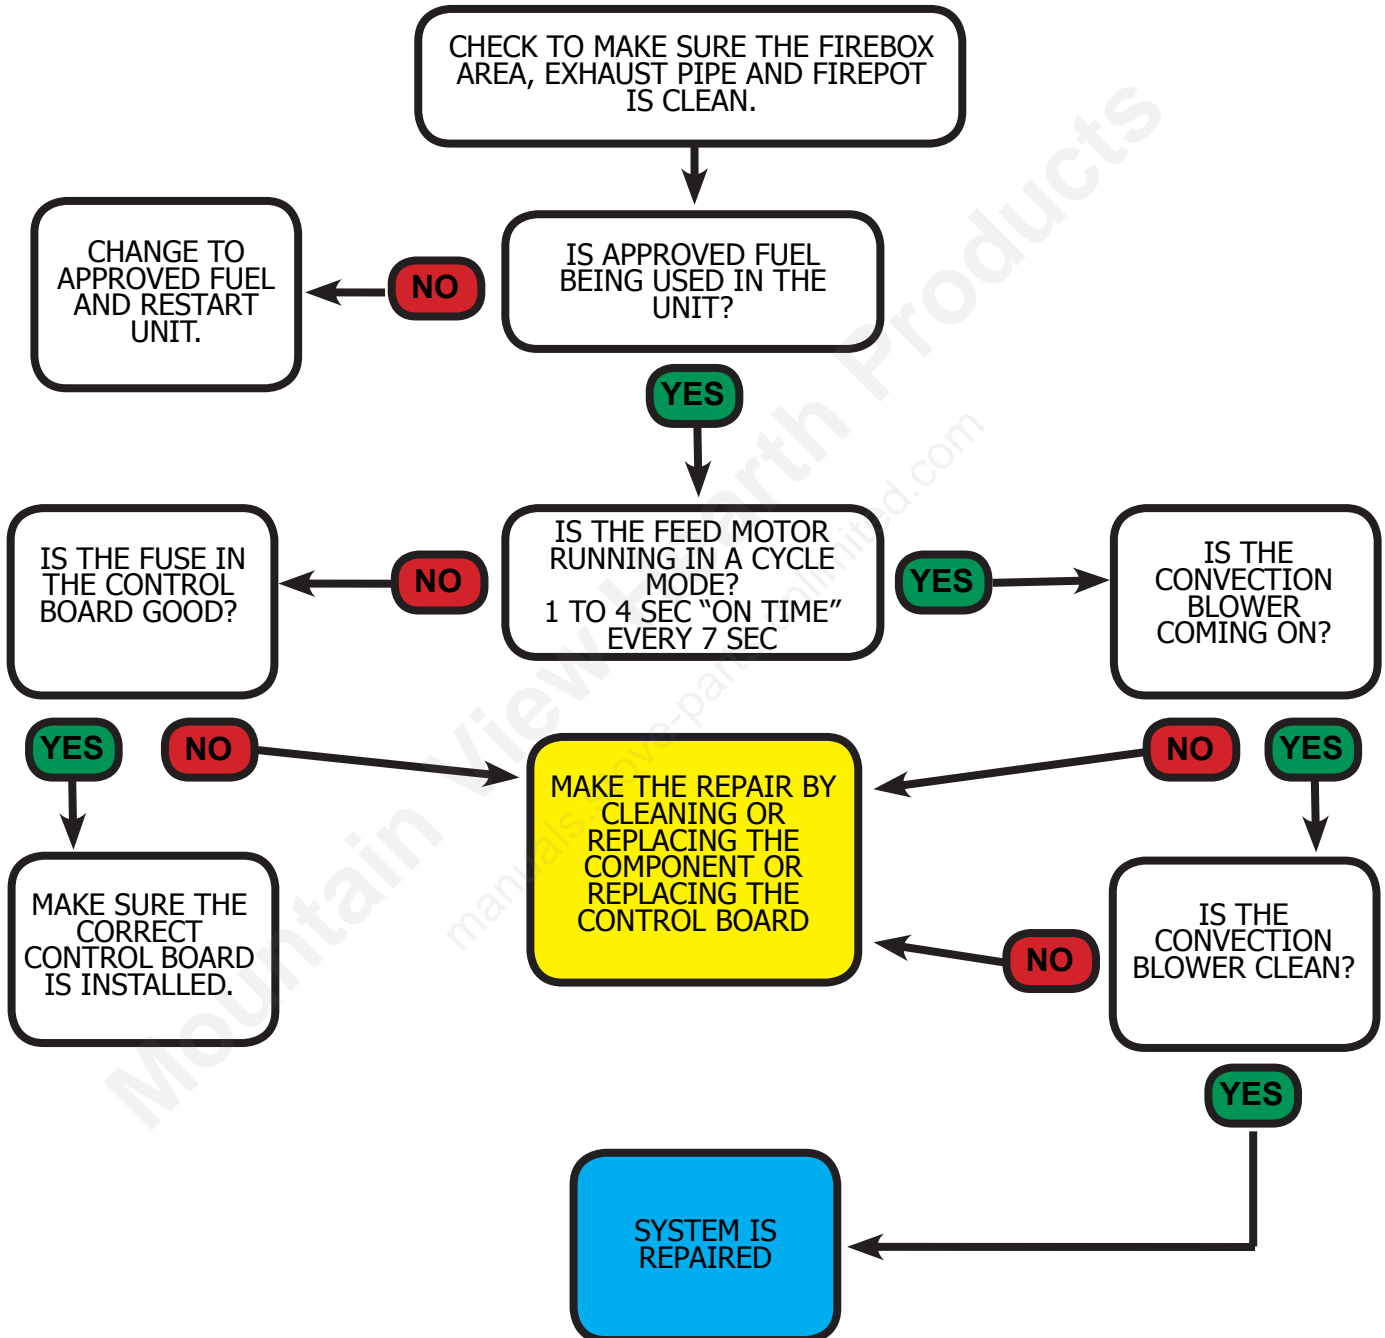 CHECK TO MAKE SURE THE FIREBOX
AREA, EXHAUST PIPE AND FIREPOT
IS CLEAN.
CHANGE TO
APPROVED FUEL
AND RESTART
UNIT.
NO
IS APPROVED FUEL
BEING USED IN THE
UNIT?
YES
IS THE FUSE IN
THE CONTROL
BOARD GOOD?
NO
IS THE FEED MOTOR
RUNNING IN A CYCLE
MODE?
1 TO 4 SEC “ON TIME”
EVERY 7 SEC
YES
IS THE
CONVECTION
BLOWER
COMING ON?
YES
NO
NO
YES
MAKE THE REPAIR BY
CLEANING OR
REPLACING THE
COMPONENT OR
REPLACING THE
CONTROL BOARD
MAKE SURE THE
CORRECT
CONTROL BOARD
IS INSTALLED.
NO
IS THE
CONVECTION
BLOWER CLEAN?
YES
SYSTEM IS
REPAIRED
Mountain View Hearth Products